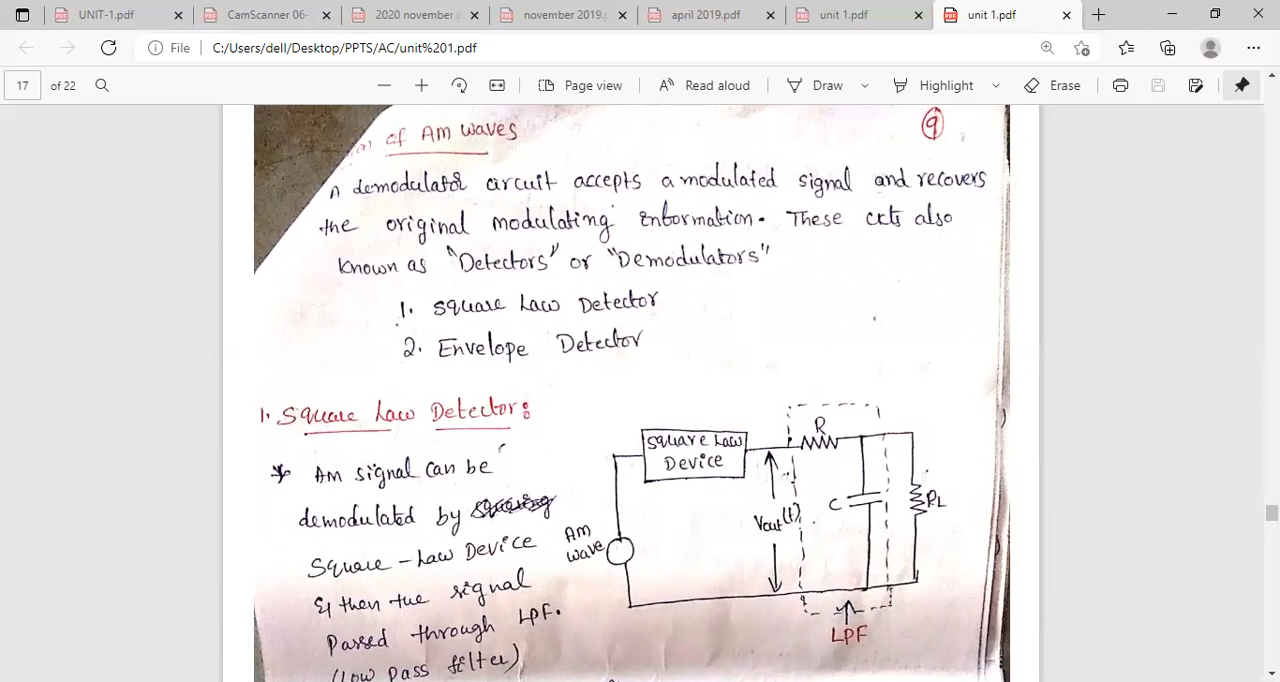 UNIT-1.pdf
CamScanner 06-
2020 november.
november 2019.p
april 2019.pdf
unit 1.pdf
unit 1.pdf
File
C:/Users/dell/Desktop/PPTS/AC/unit%201.pdf
17 of 22
Page view
Read aloud
Draw
Highlight
Erase
of AM waves
9
A demodulator circuit accepts a modulated signal and recovers
the original modulating information. These ckts also
known as "Detectors" or "Demodulators"
1. Square Law Detector
2. Envelope Detector
1. Square Law Detector:
* AM signal can be
demodulated by
Square-Law Device
& then the signal
Passed through LPF.
(Low pass filter)
Square Law
Device
AM
wave
Vout(t)
R
C
RL
LPF